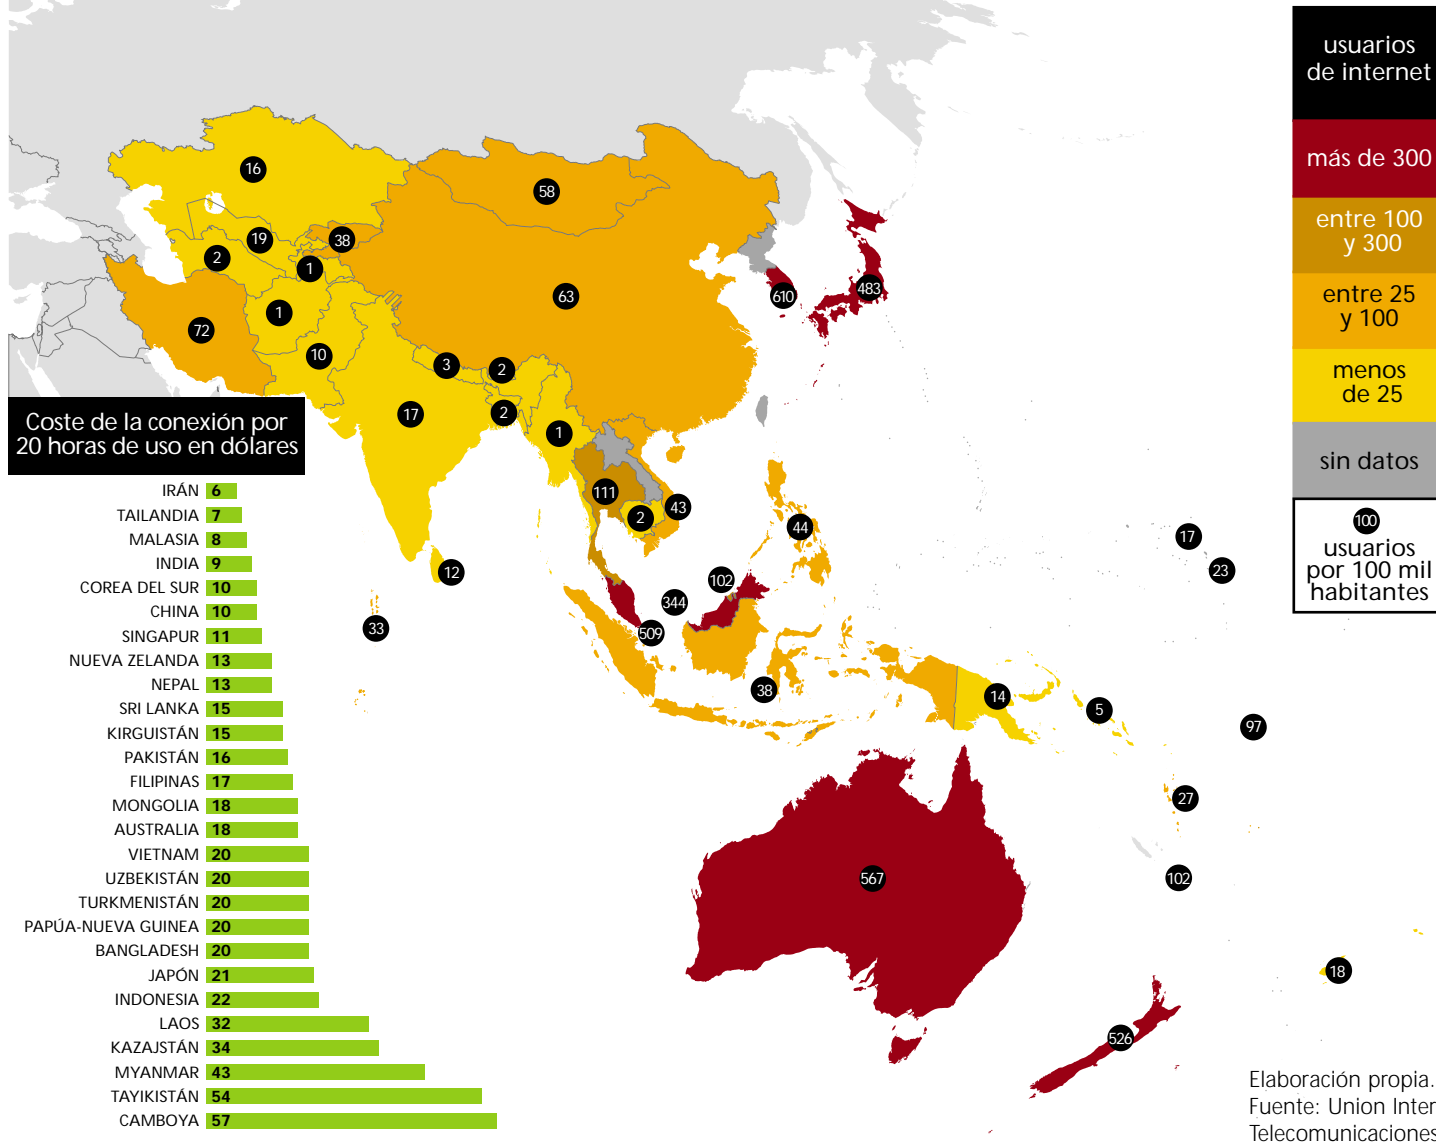 usuarios
de internet
más de 300
entre 100
y 300
entre 25
y 100
menos
de 25
sin datos
100
usuarios
por 100 mil
habitantes
16
58
19
38
2
1
63
610
483
1
72
10
3
2
17
2
1
111
43
2
44
17
23
12
102
344
33
509
38
14
5
97
27
567
102
18
526
Coste de la conexión por
20 horas de uso en dólares
IRÁN 6
TAILANDIA 7
MALASIA 8
INDIA 9
COREA DEL SUR 10
CHINA 10
SINGAPUR 11
NUEVA ZELANDA 13
NEPAL 13
SRI LANKA 15
KIRGUISTÁN 15
PAKISTÁN 16
FILIPINAS 17
MONGOLIA 18
AUSTRALIA 18
VIETNAM 20
UZBEKISTÁN 20
TURKMENISTÁN 20
PAPÚA-NUEVA GUINEA 20
BANGLADESH 20
JAPÓN 21
INDONESIA 22
LAOS 32
KAZAJSTÁN 34
MYANMAR 43
TAYIKISTÁN 54
CAMBOYA 57
Elaboración propia.
Fuente: Union Inter
Telecomunicaciones